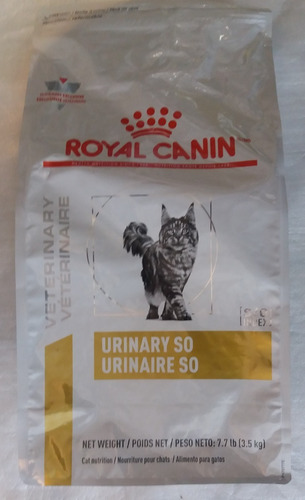 ROYAL CANIN
VETERINARY
VÉTÉRINAIRE
URINARY SO
URINAIRE SO
NET WEIGHT / POIDS NET / PESO NETO: 7.7 lb (3.5 kg)
Cat Nutrition / Nourriture pour chats / Alimento para gatos